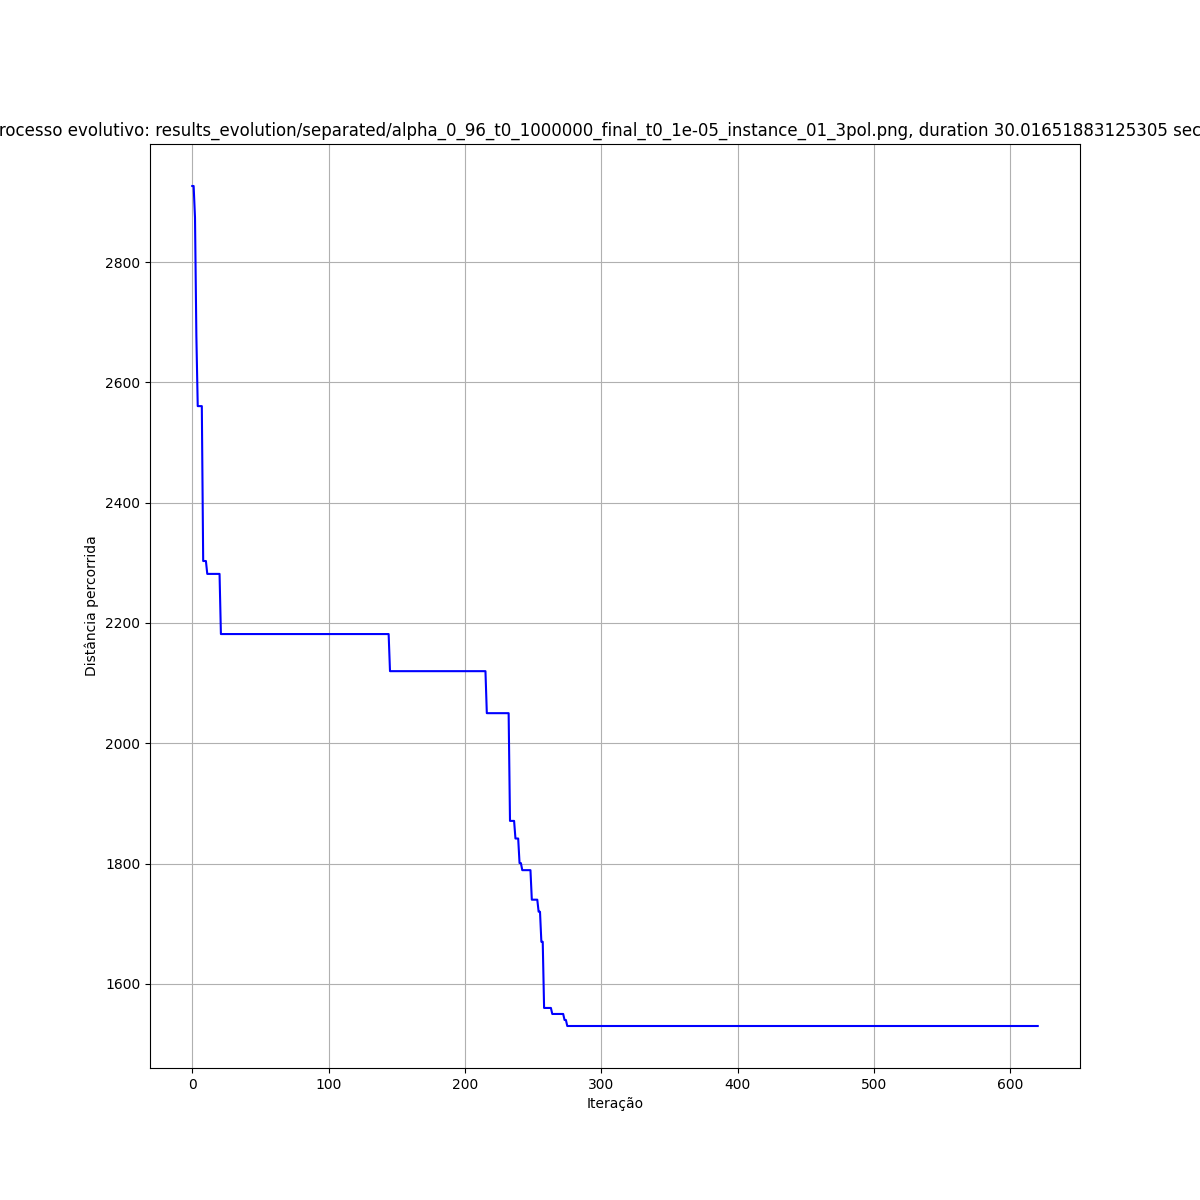 rocesso evolutivo: results_evolution/separated/alpha_0_96_t0_1000000_final_t0_1e-05_instance_01_3pol.png, duration 30.01651883125305 sec
2800
2600
2400
2200
2000
1800
1600
Distância percorrida
0 100 200 300 400 500 600
Iteração